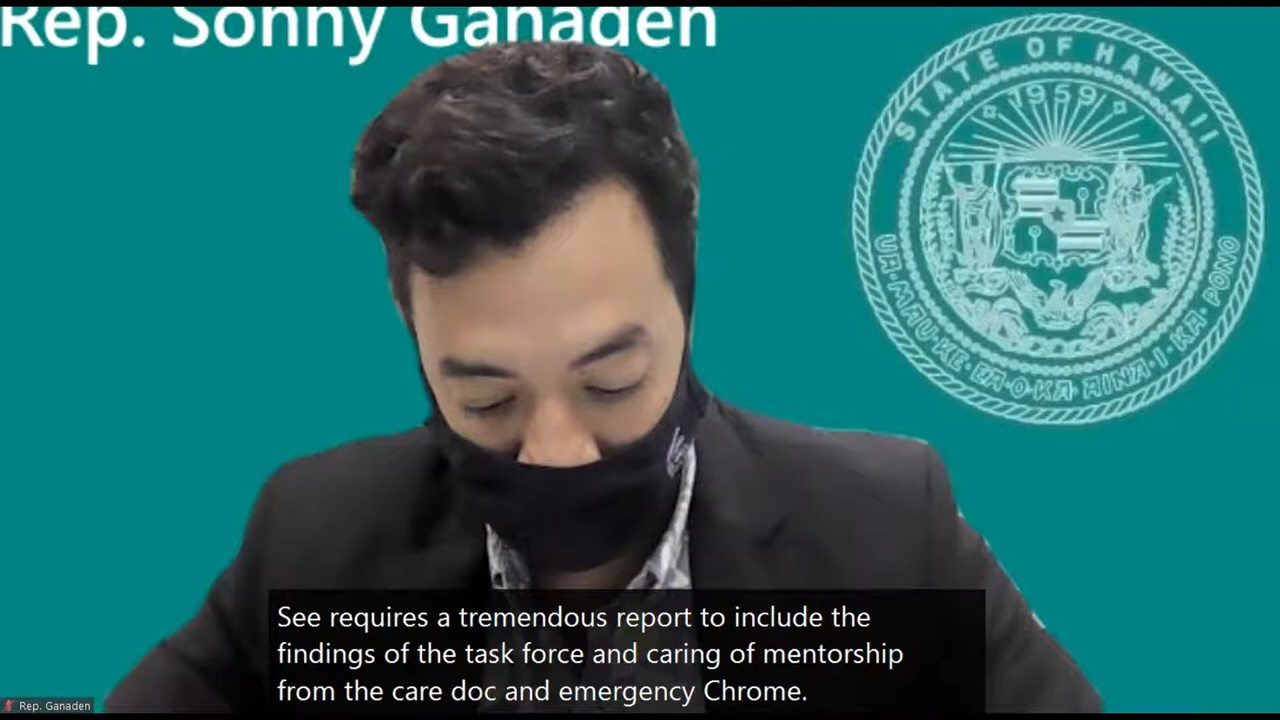 Rep. Sonny Ganaden
STATE OF HAWAII
1959
UA·MAU·KE·EA·O·KA·AINA·I·KA·PONO
See requires a tremendous report to include the
findings of the task force and caring of mentorship
from the care doc and emergency Chrome.
Rep. Ganaden